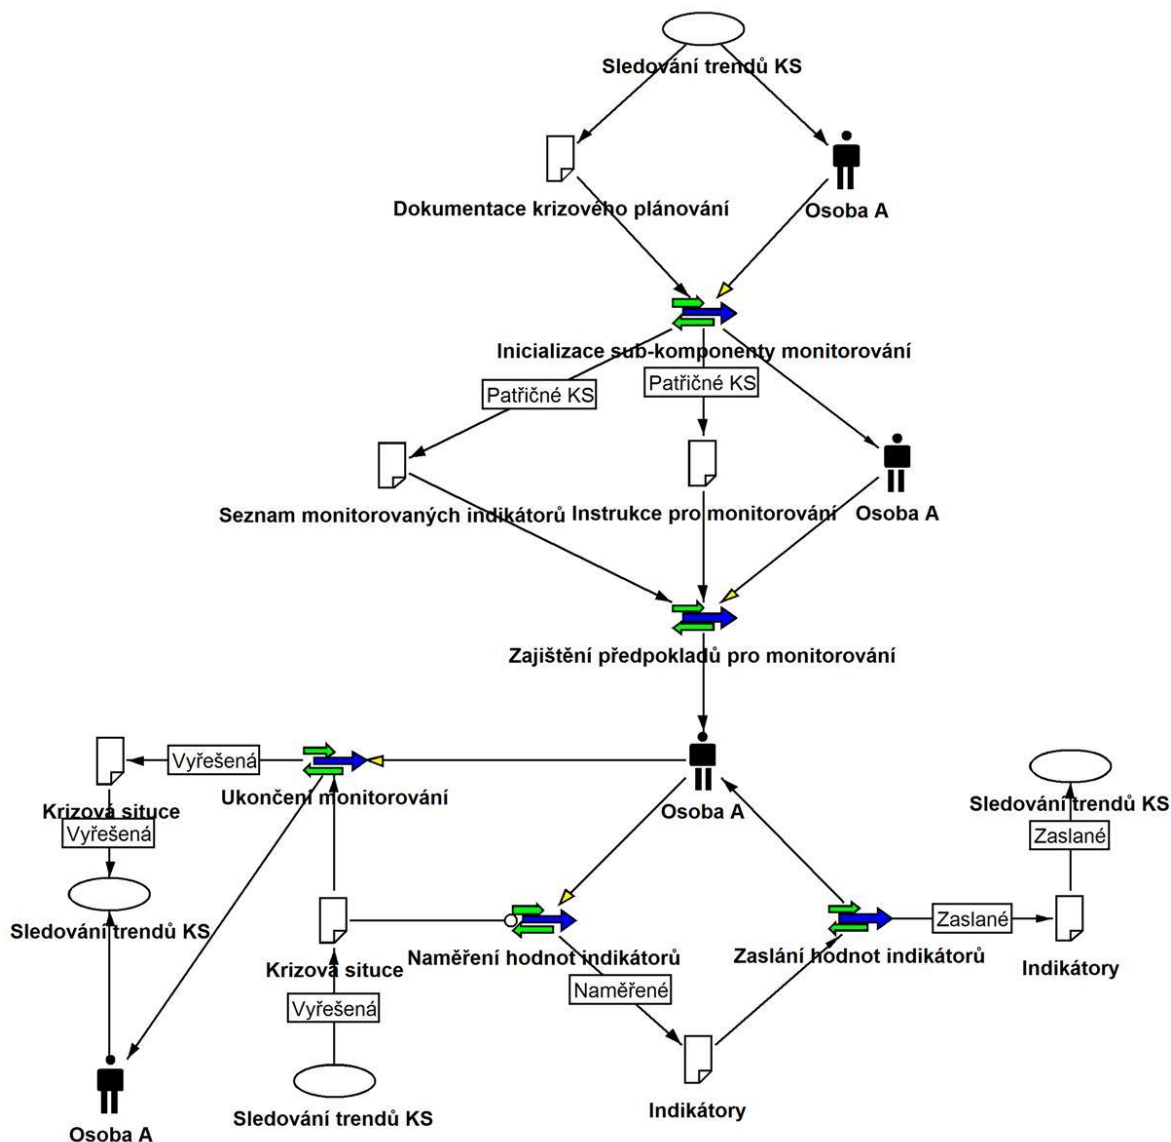 Sledování trendů KS
Dokumentace krizového plánování
Osoba A
Inicializace sub-komponenty monitorování
Patřičné KS
Patřičné KS
Seznam monitorovaných indikátorů
Instrukce pro monitorování
Osoba A
Zajištění předpokladů pro monitorování
Vyřešená
Krizová situce
Ukončení monitorování
Osoba A
Sledování trendů KS
Vyřešená
Zaslané
Sledování trendů KS
Krizová situce
Naměření hodnot indikátorů
Zaslání hodnot indikátorů
Zaslané
Indikátory
Naměřené
Vyřešená
Indikátory
Sledování trendů KS
Osoba A